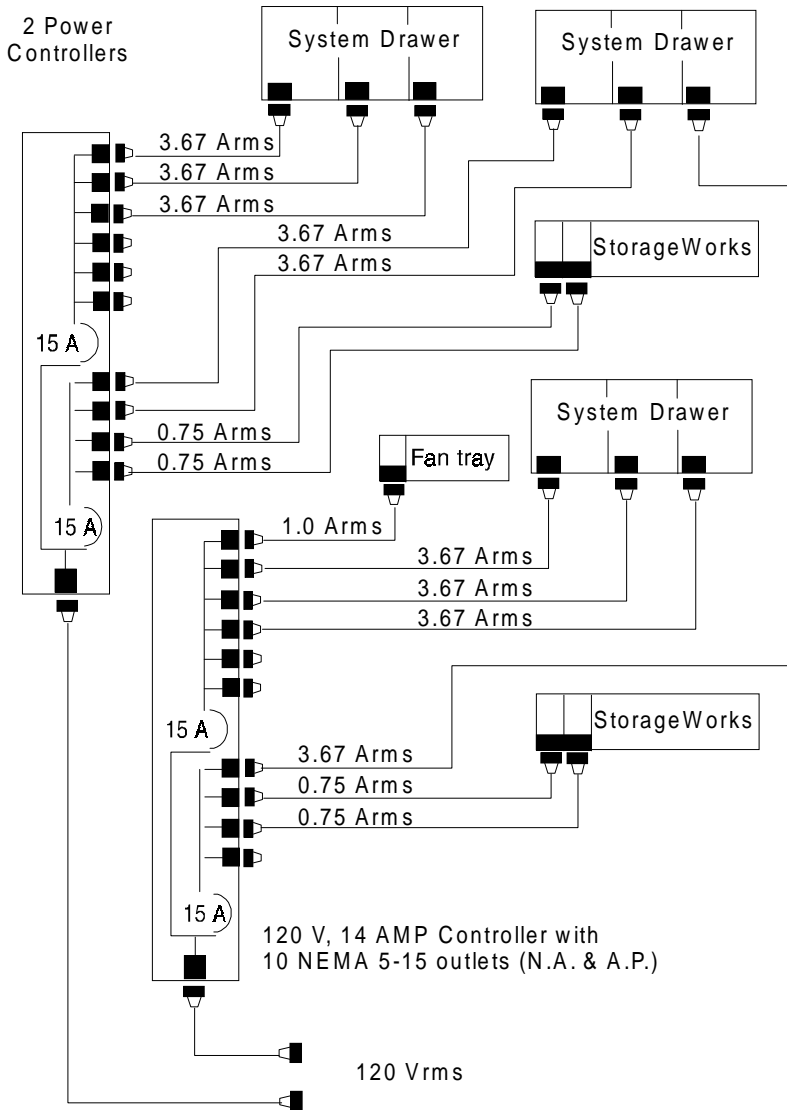 2 Power
Controllers
System Drawer
System Drawer
3.67 Arms
3.67 Arms
3.67 Arms
3.67 Arms
3.67 Arms
StorageWorks
15 A
System Drawer
0.75 Arms
0.75 Arms
Fan tray
15 A
1.0 Arms
3.67 Arms
3.67 Arms
3.67 Arms
StorageWorks
15 A
3.67 Arms
0.75 Arms
0.75 Arms
15 A
120 V, 14 AMP Controller with
10 NEMA 5-15 outlets (N.A. & A.P.)
120 Vrms